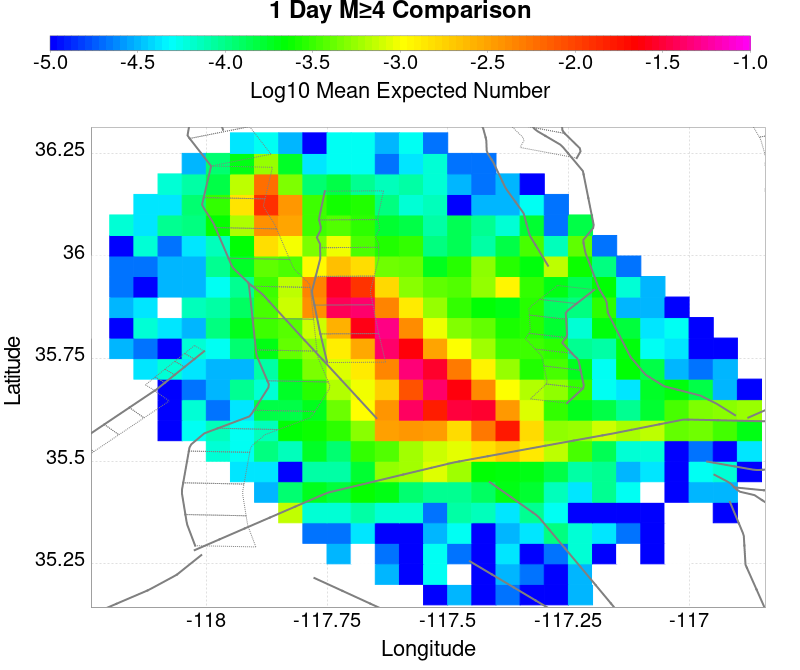 1 Day M≥4 Comparison
-5.0 -4.5 -4.0 -3.5 -3.0 -2.5 -2.0 -1.5 -1.0
Log10 Mean Expected Number
36.25
36
35.75
35.5
35.25
Latitude
-118 -117.75 -117.5 -117.25 -117
Longitude